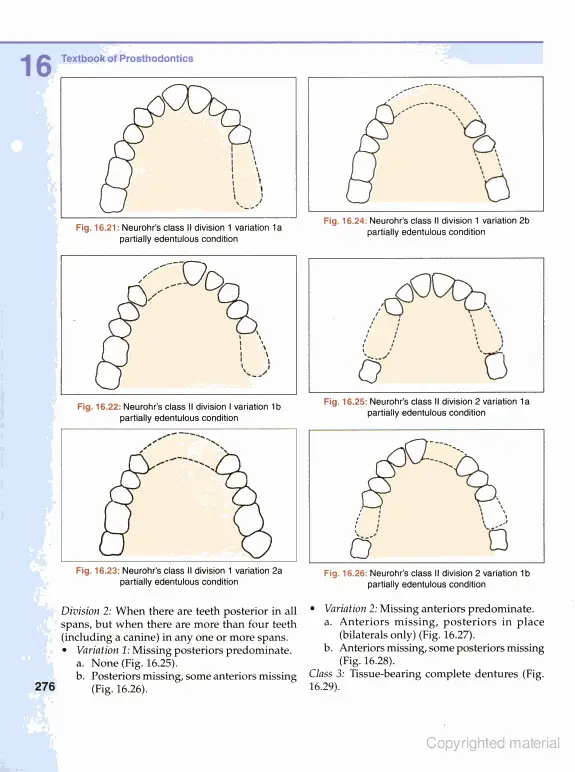 16
Textbook of Prosthodontics
Fig. 16.21: Neurohr's class II division 1 variation 1a
partially edentulous condition
Fig. 16.22: Neurohr's class II division I variation 1b
partially edentulous condition
Fig. 16.23: Neurohr's class II division 1 variation 2a
partially edentulous condition
Division 2: When there are teeth posterior in all
spans, but when there are more than four teeth
(including a canine) in any one or more spans.
• Variation 1: Missing posteriors predominate.
a. None (Fig. 16.25).
b. Posteriors missing, some anteriors missing
(Fig. 16.26).
276
Fig. 16.24: Neurohr's class II division 1 variation 2b
partially edentulous condition
Fig. 16.25: Neurohr's class II division 2 variation 1a
partially edentulous condition
Fig. 16.26: Neurohr's class II division 2 variation 1b
partially edentulous condition
• Variation 2: Missing anteriors predominate.
a. Anteriors missing, posteriors in place
(bilaterals only) (Fig. 16.27).
b. Anteriors missing, some posteriors missing
(Fig. 16.28).
Class 3: Tissue-bearing complete dentures (Fig.
16.29).
Copyrighted material